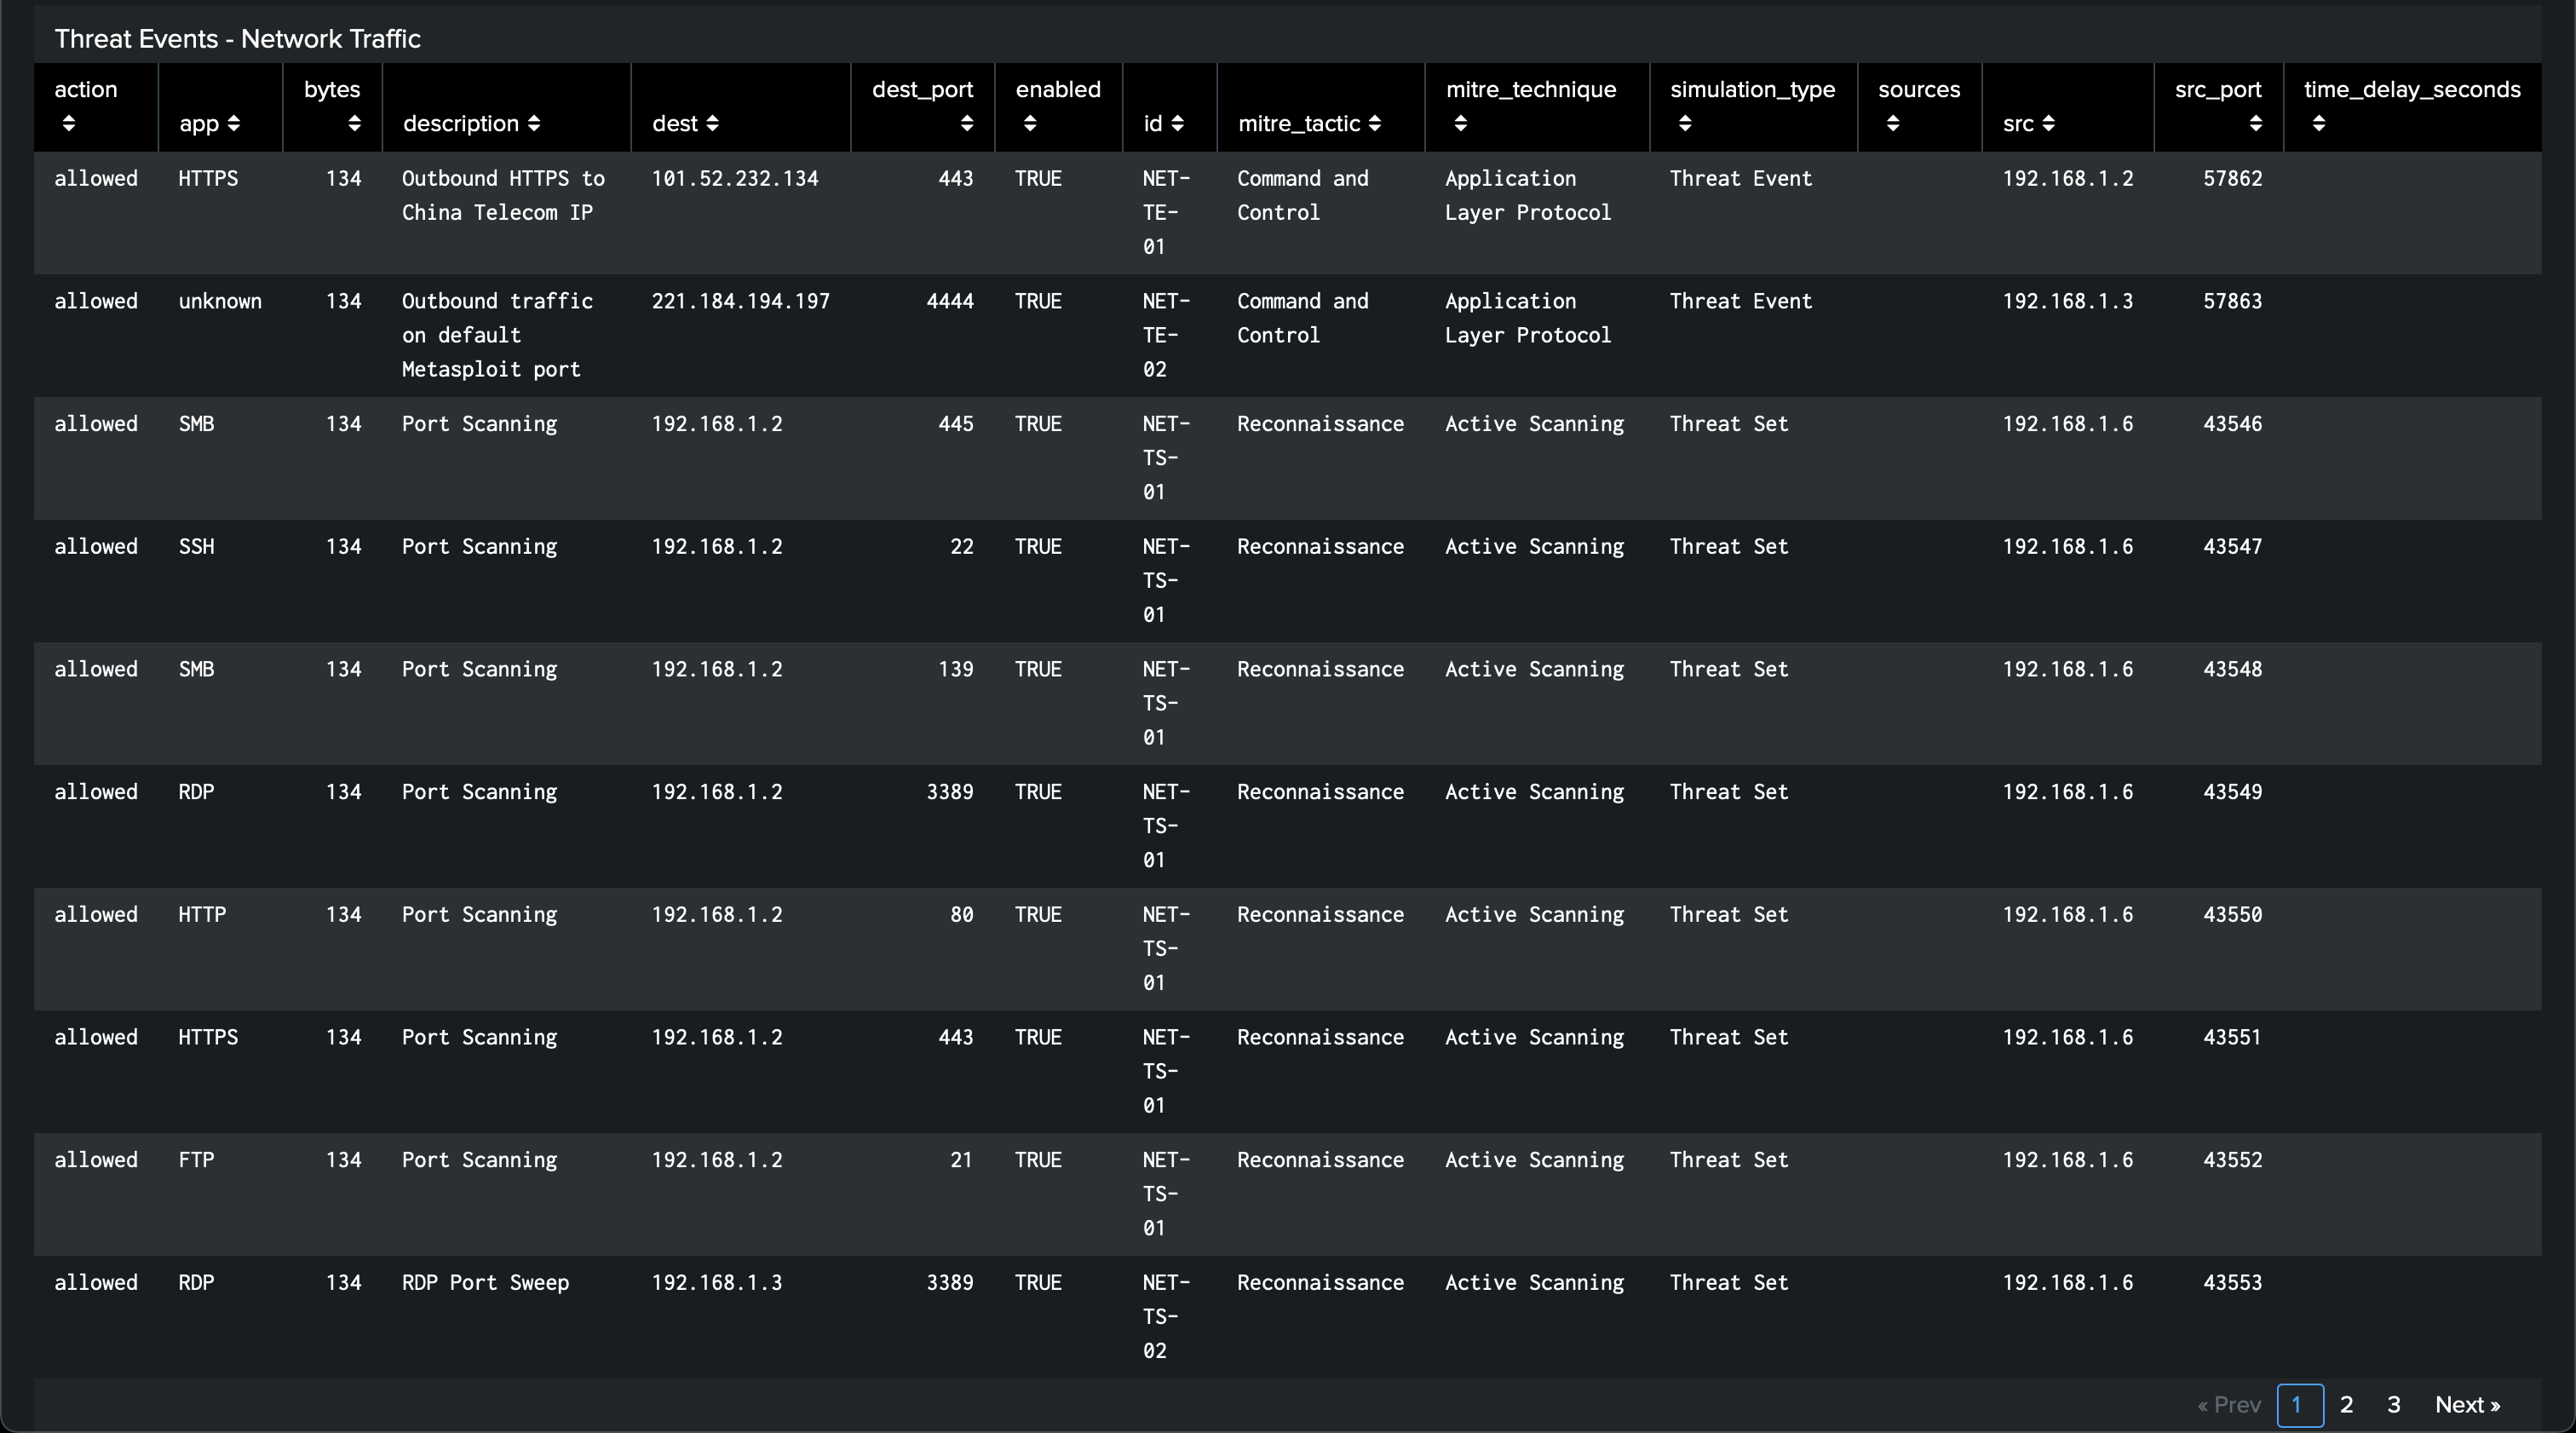 Threat Events - Network Traffic
action app bytes description dest dest_port enabled id mitre_tactic mitre_technique simulation_type sources src src_port time_delay_seconds
allowed HTTPS 134 Outbound HTTPS to 101.52.232.134 443 TRUE NET- Command and Application Threat Event 192.168.1.2 57862
China Telecom IP TE- Control Layer Protocol
01
allowed unknown 134 Outbound traffic 221.184.194.197 4444 TRUE NET- Command and Application Threat Event 192.168.1.3 57863
on default TE- Control Layer Protocol
Metasploit port 02
allowed SMB 134 Port Scanning 192.168.1.2 445 TRUE NET- Reconnaissance Active Scanning Threat Set 192.168.1.6 43546
TS-
01
allowed SSH 134 Port Scanning 192.168.1.2 22 TRUE NET- Reconnaissance Active Scanning Threat Set 192.168.1.6 43547
TS-
01
allowed SMB 134 Port Scanning 192.168.1.2 139 TRUE NET- Reconnaissance Active Scanning Threat Set 192.168.1.6 43548
TS-
01
allowed RDP 134 Port Scanning 192.168.1.2 3389 TRUE NET- Reconnaissance Active Scanning Threat Set 192.168.1.6 43549
TS-
01
allowed HTTP 134 Port Scanning 192.168.1.2 80 TRUE NET- Reconnaissance Active Scanning Threat Set 192.168.1.6 43550
TS-
01
allowed HTTPS 134 Port Scanning 192.168.1.2 443 TRUE NET- Reconnaissance Active Scanning Threat Set 192.168.1.6 43551
TS-
01
allowed FTP 134 Port Scanning 192.168.1.2 21 TRUE NET- Reconnaissance Active Scanning Threat Set 192.168.1.6 43552
TS-
01
allowed RDP 134 RDP Port Sweep 192.168.1.3 3389 TRUE NET- Reconnaissance Active Scanning Threat Set 192.168.1.6 43553
TS-
02
« Prev 1 2 3 Next »